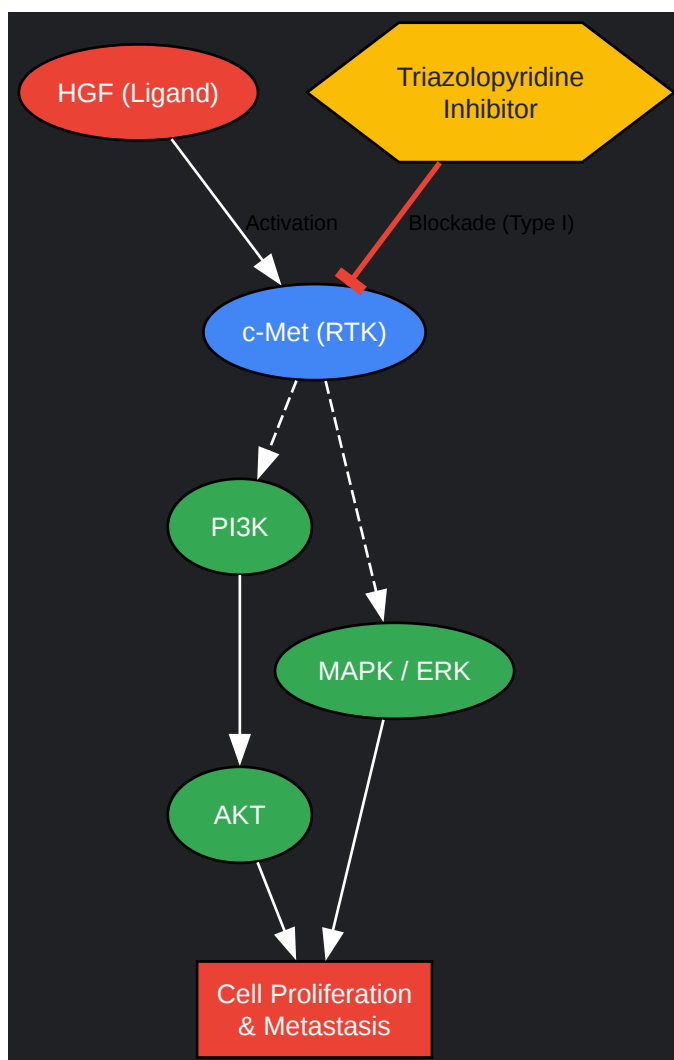 HGF (Ligand)
Triazolopyridine
Inhibitor
Activation
Blockade (Type I)
c-Met (RTK)
PI3K
MAPK / ERK
AKT
Cell Proliferation
& Metastasis